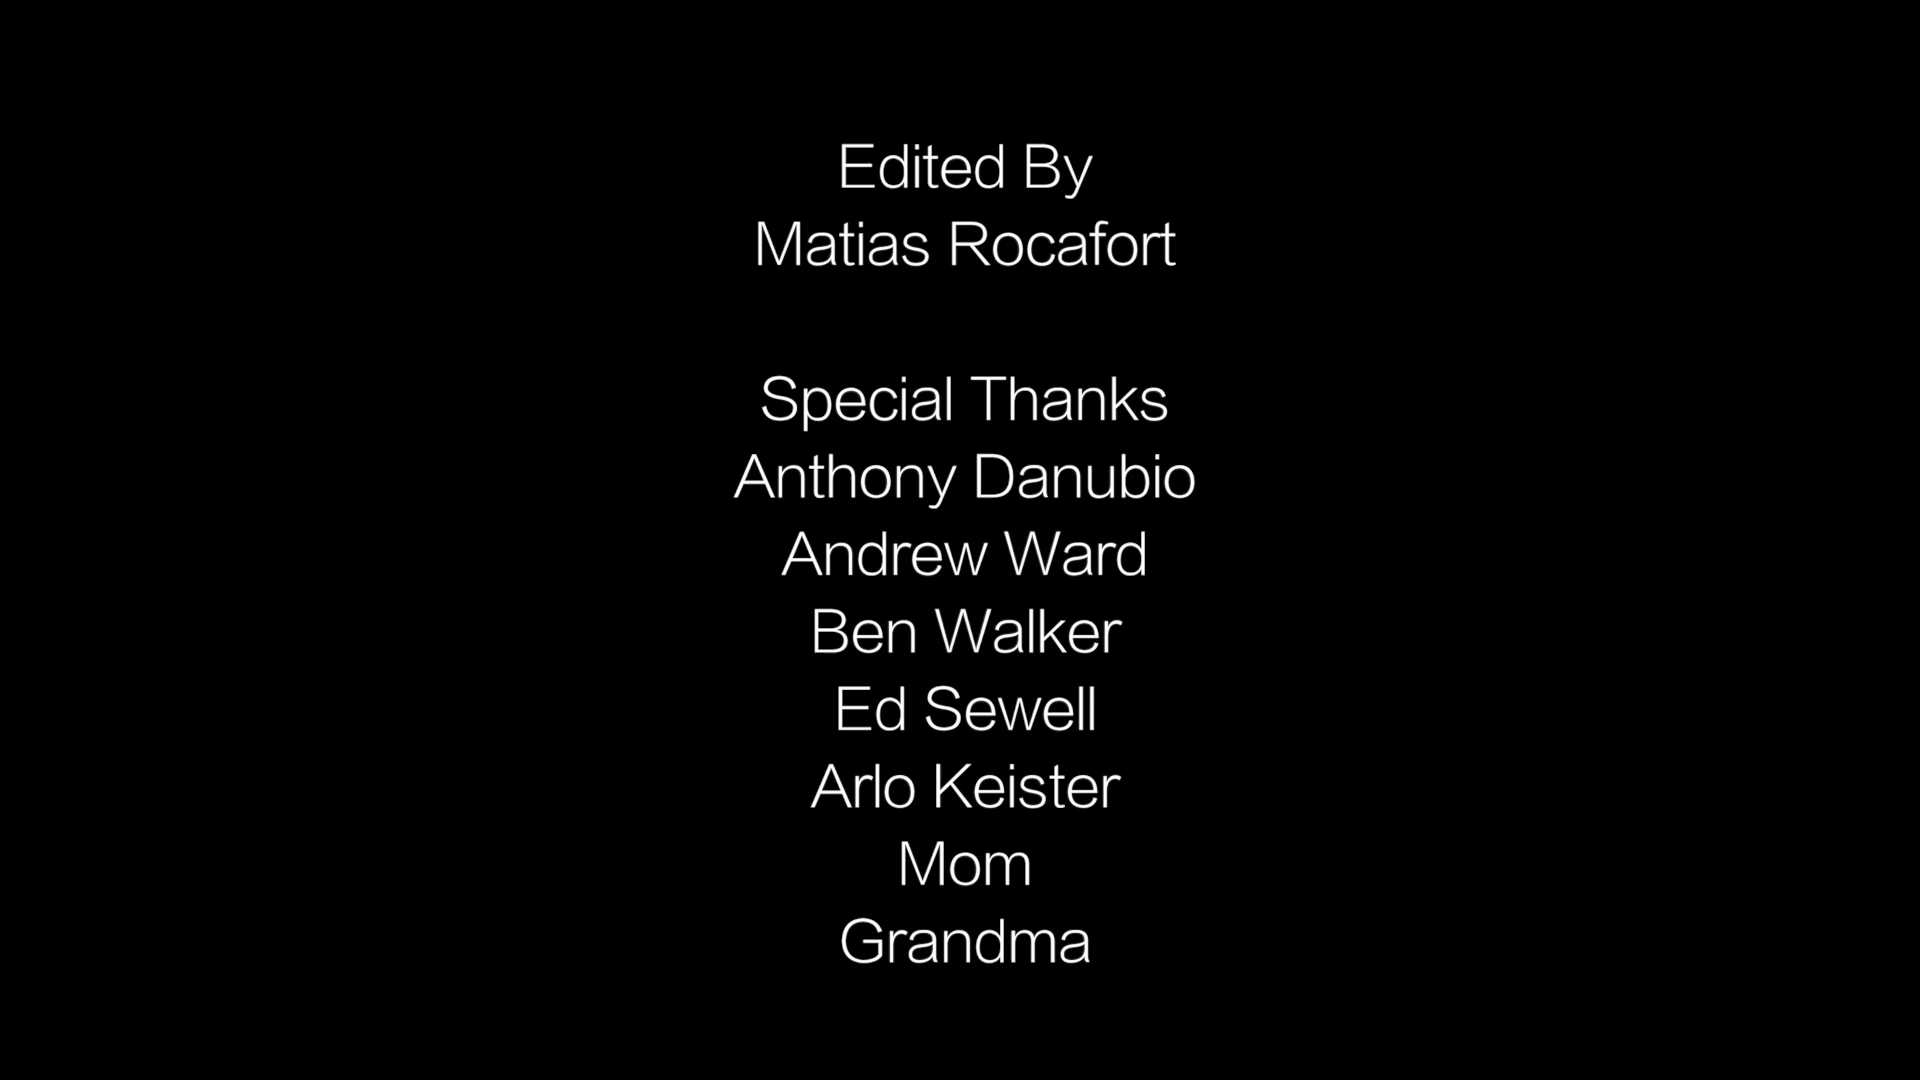 Edited By
Matias Rocafort
Special Thanks
Anthony Danubio
Andrew Ward
Ben Walker
Ed Sewell
Arlo Keister
Mom
Grandma